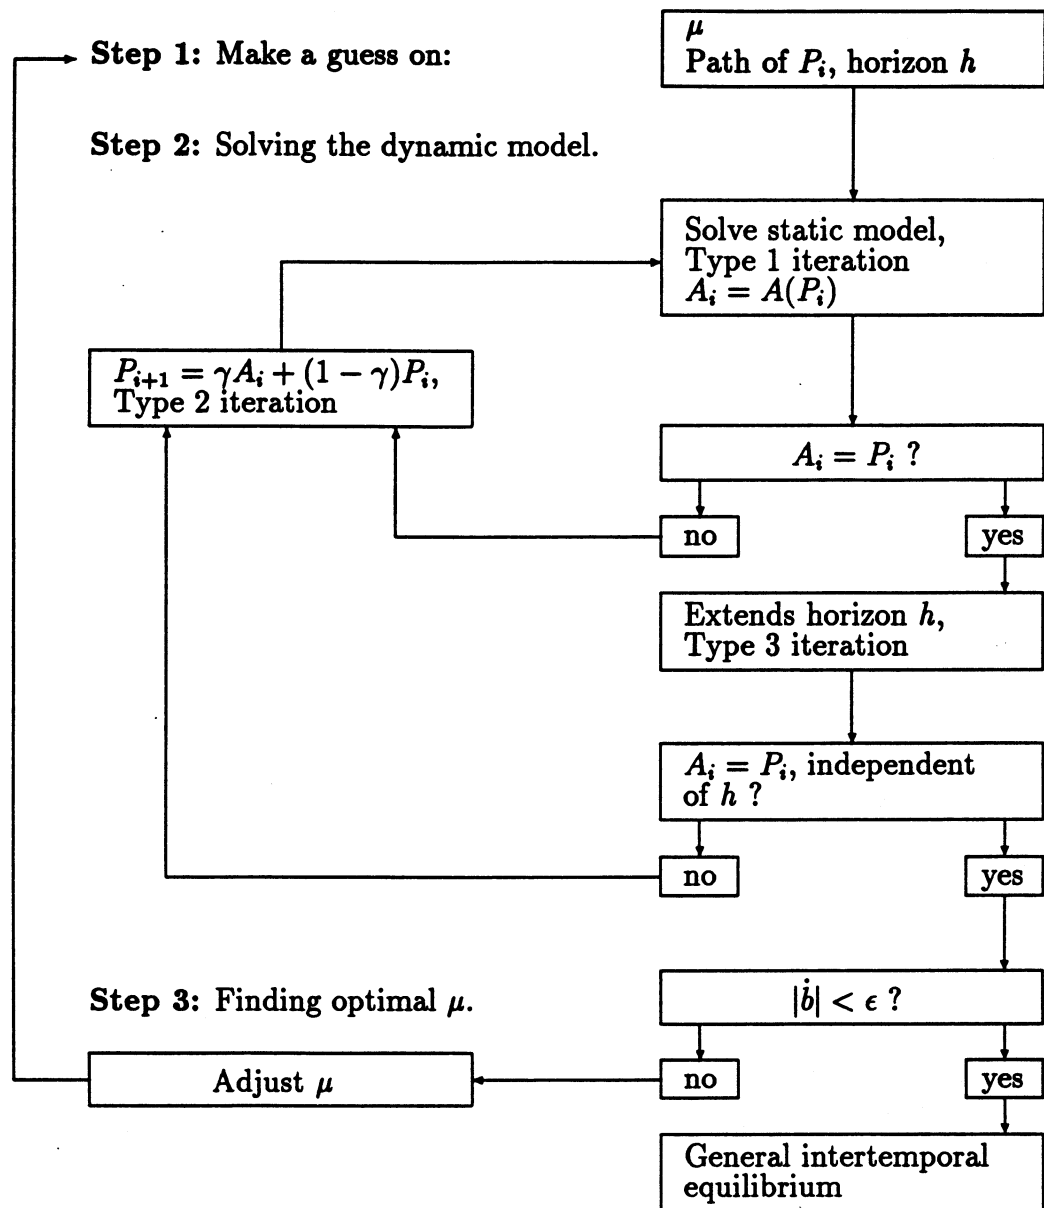 Step 1: Make a guess on:
μ
Path of P_i, horizon h
Step 2: Solving the dynamic model.
Solve static model,
Type 1 iteration
A_i = A(P_i)
P_{i+1} = γA_i + (1 − γ)P_i,
Type 2 iteration
A_i = P_i ?
no
yes
Extends horizon h,
Type 3 iteration
A_i = P_i, independent
of h ?
no
yes
Step 3: Finding optimal μ.
|ḃ| < ϵ ?
Adjust μ
no
yes
General intertemporal
equilibrium